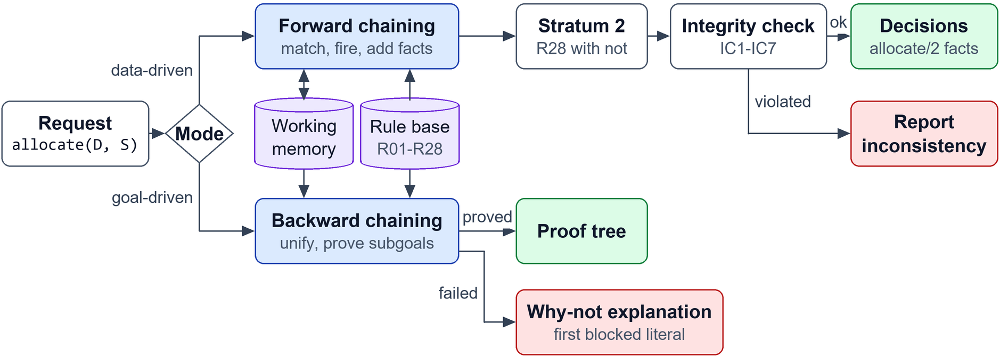 Forward chaining
match, fire, add facts
Stratum 2
R28 with not
Integrity check
IC1-IC7
ok
Decisions
allocate/2 facts
data-driven
violated
Request
allocate(D, S)
Mode
Working
memory
Rule base
R01-R28
Report
inconsistency
goal-driven
Backward chaining
unify, prove subgoals
proved
Proof tree
failed
Why-not explanation
first blocked literal